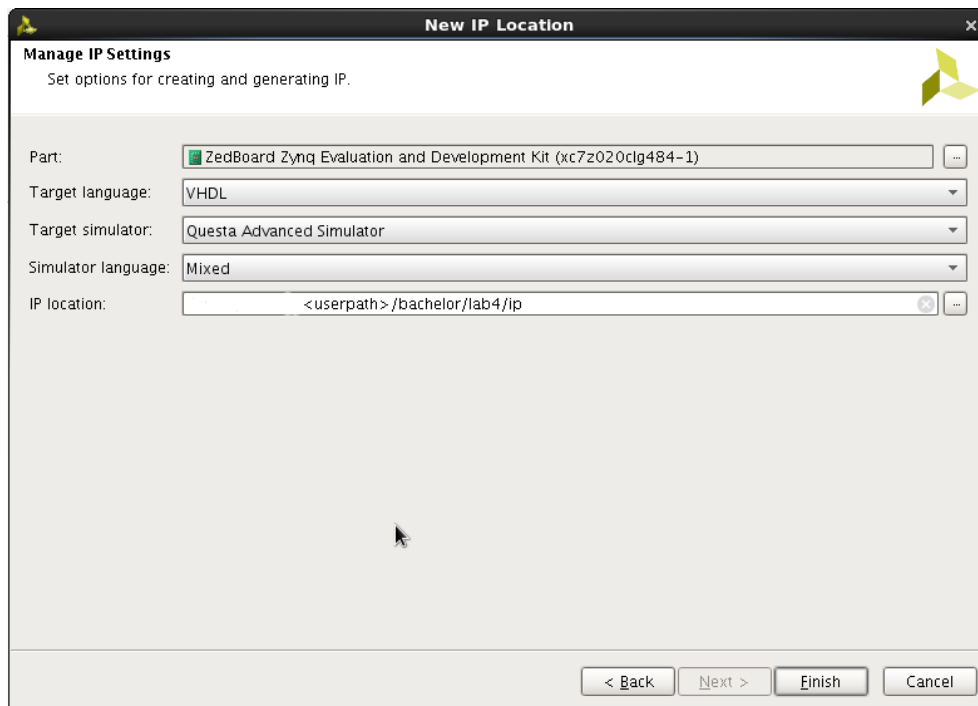 New IP Location
Manage IP Settings
Set options for creating and generating IP.
Part: ZedBoard Zynq Evaluation and Development Kit (xc7z020clg484-1) ...
Target language: VHDL
Target simulator: Questa Advanced Simulator
Simulator language: Mixed
IP location: <userpath>/bachelor/lab4/ip ...
< Back Next > Finish Cancel